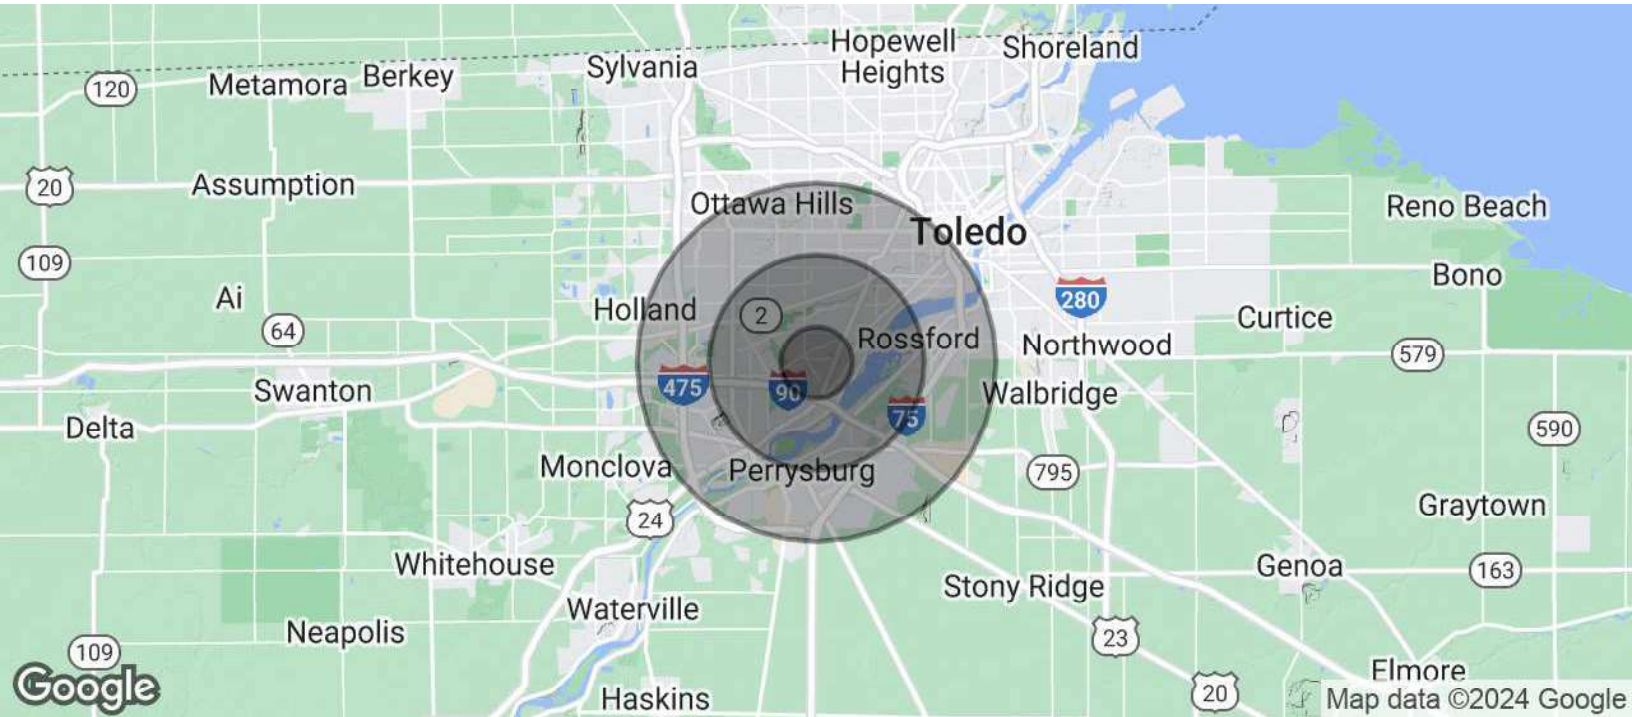 Hopewell
Heights
Shoreland
Sylvania
Metamora
Berkey
120
20
Assumption
Ottawa Hills
Reno Beach
Toledo
109
Bono
Ai
Holland
2
280
64
Curtice
Rossford
Northwood
579
475
90
Swanton
Walbridge
75
Delta
590
Monclova
Perrysburg
795
24
Graytown
Whitehouse
Genoa
163
Stony Ridge
Waterville
Neapolis
23
109
Elmore
Google
Haskins
20
Map data ©2024 Google